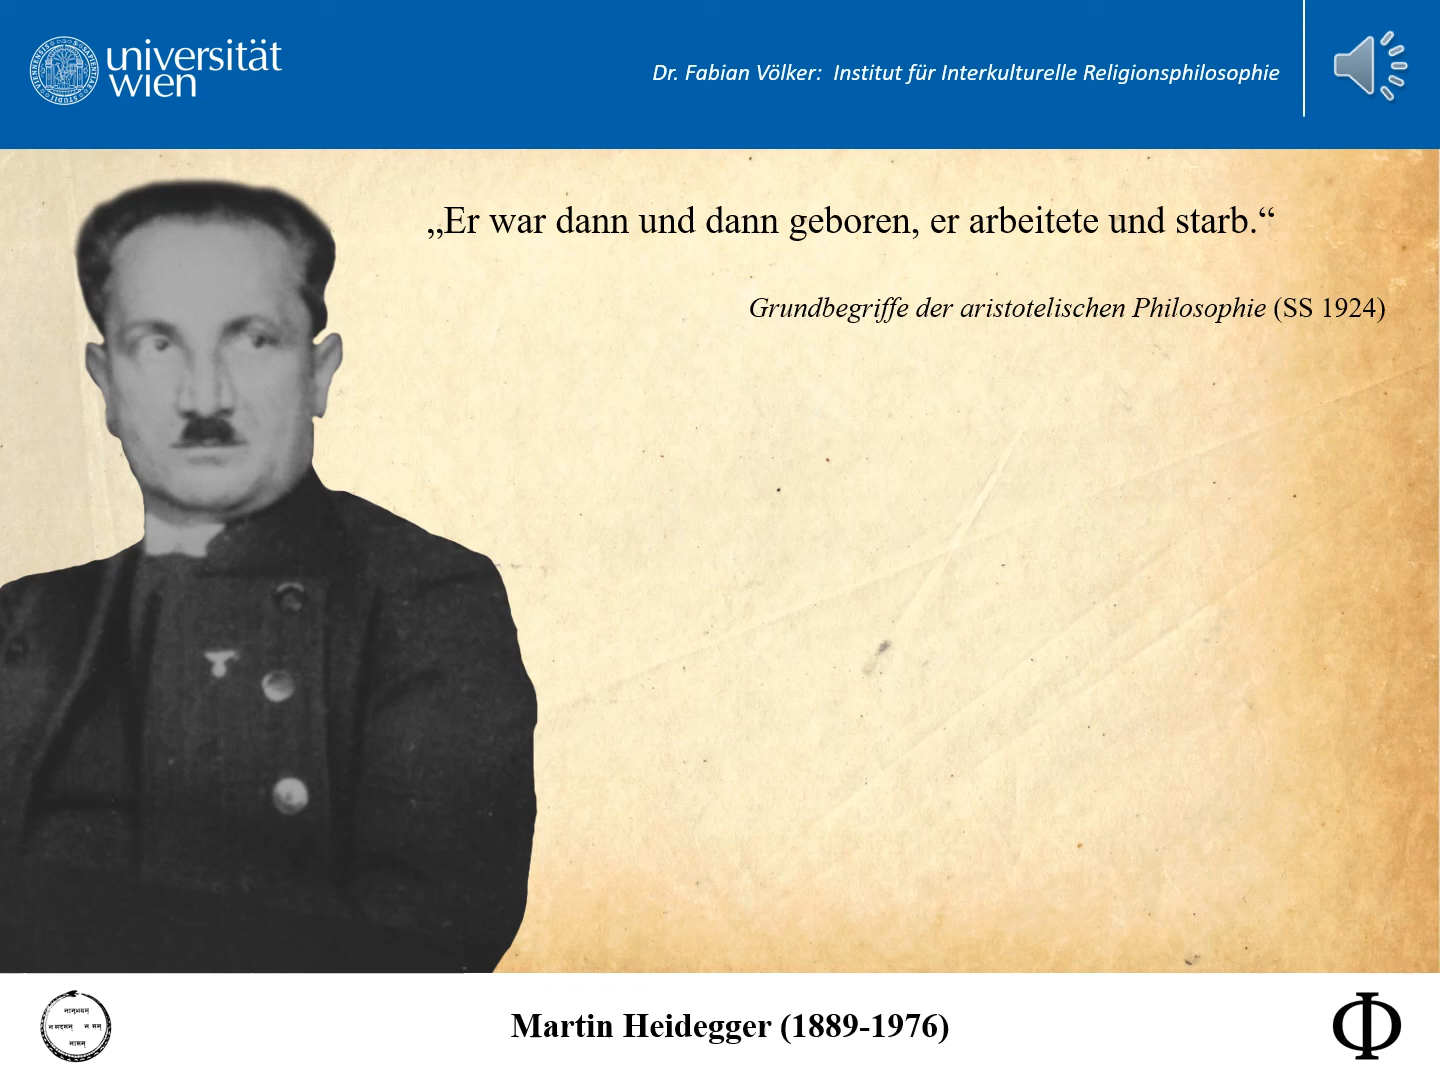 universität
wien
Dr. Fabian Völker:  Institut für Interkulturelle Religionsphilosophie
„Er war dann und dann geboren, er arbeitete und starb.“
Grundbegriffe der aristotelischen Philosophie (SS 1924)
Martin Heidegger (1889-1976)
Φ